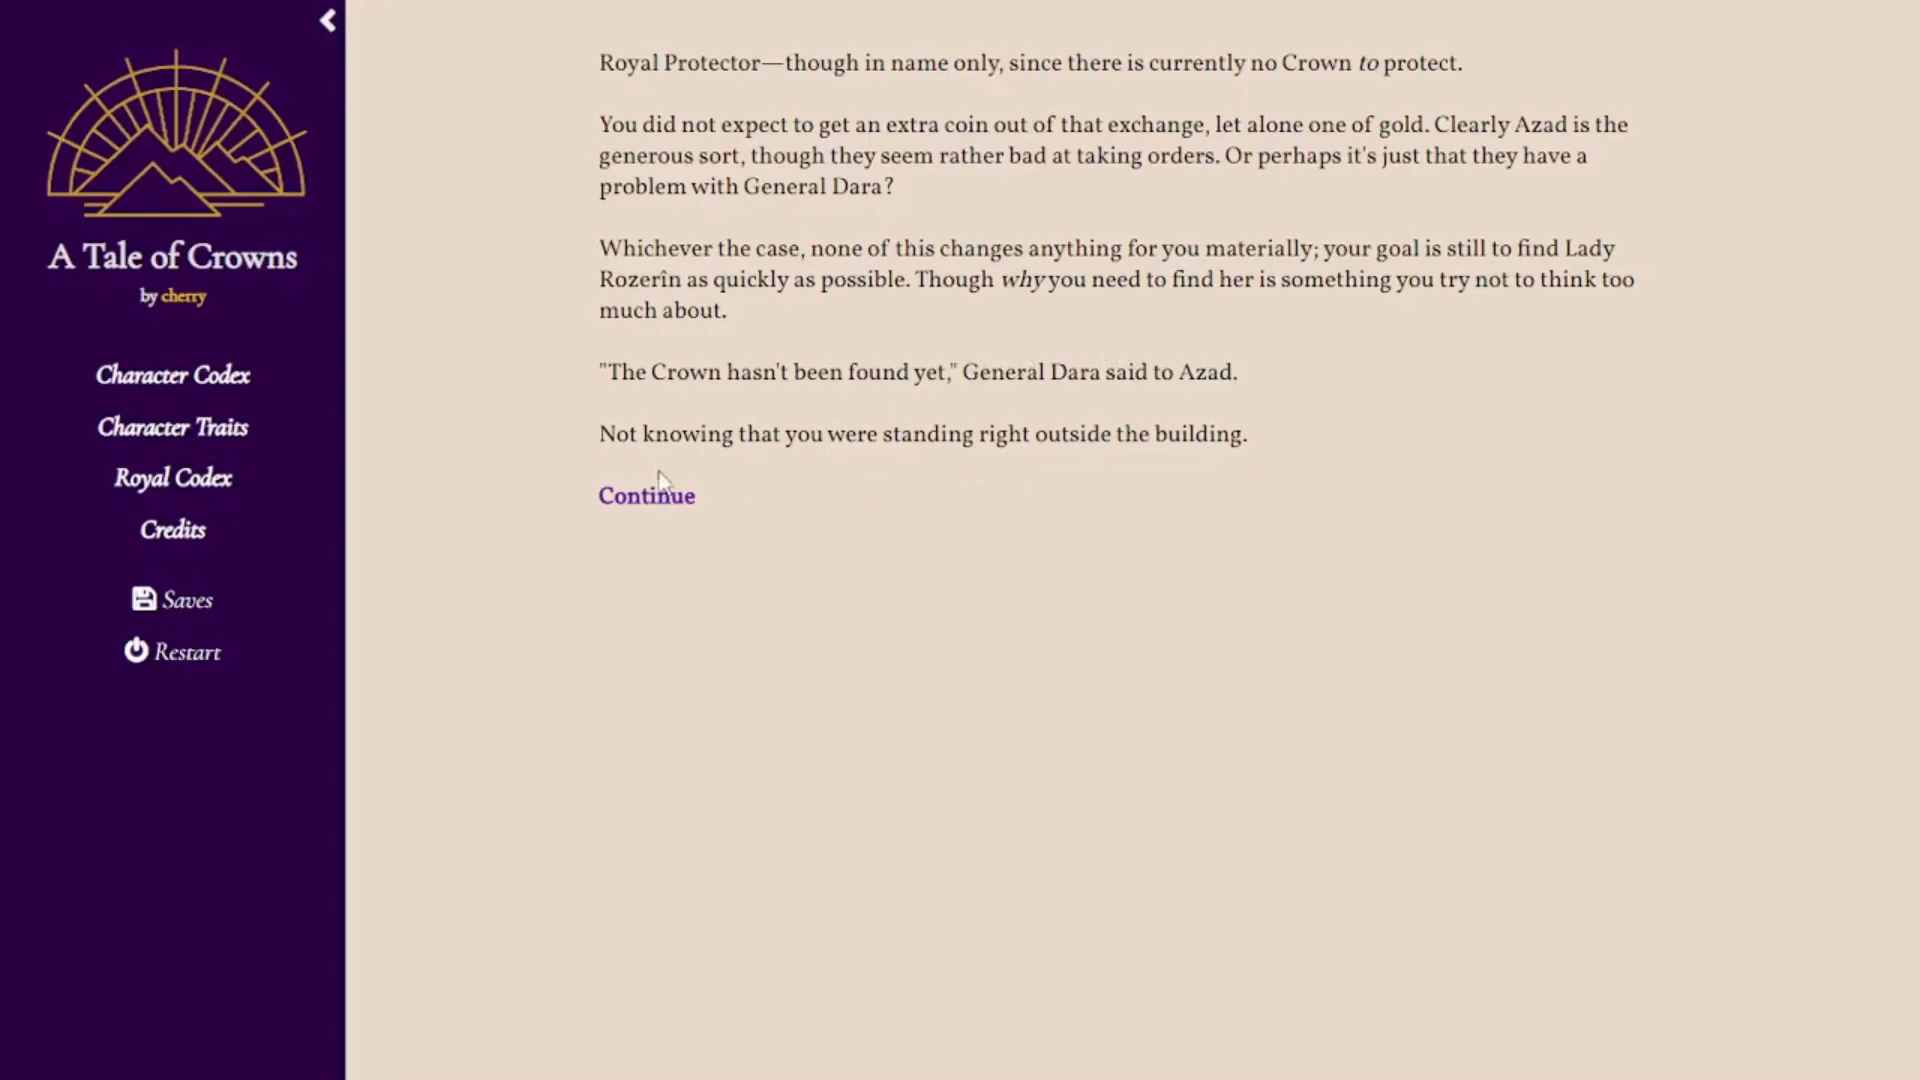 A Tale of Crowns
by cherry
Character Codex
Character Traits
Royal Codex
Credits
Saves
Restart
Royal Protector—though in name only, since there is currently no Crown to protect.
You did not expect to get an extra coin out of that exchange, let alone one of gold. Clearly Azad is the
generous sort, though they seem rather bad at taking orders. Or perhaps it's just that they have a
problem with General Dara?
Whichever the case, none of this changes anything for you materially; your goal is still to find Lady
Rozerîn as quickly as possible. Though why you need to find her is something you try not to think too
much about.
"The Crown hasn't been found yet," General Dara said to Azad.
Not knowing that you were standing right outside the building.
Continue